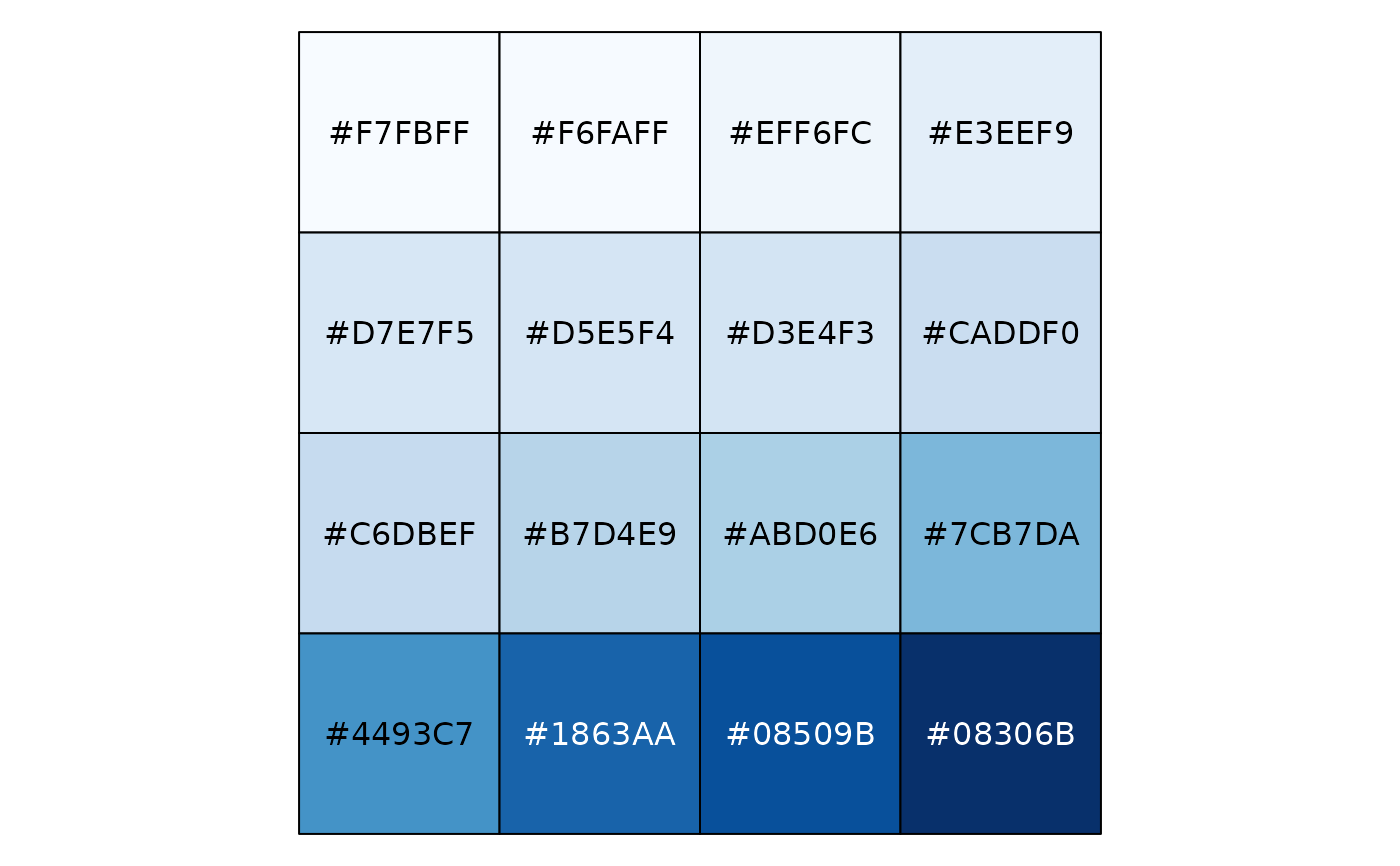 #F7FBFF #F6FAFF #EFF6FC #E3EEF9
#D7E7F5 #D5E5F4 #D3E4F3 #CADDF0
#C6DBEF #B7D4E9 #ABD0E6 #7CB7DA
#4493C7 #1863AA #08509B #08306B